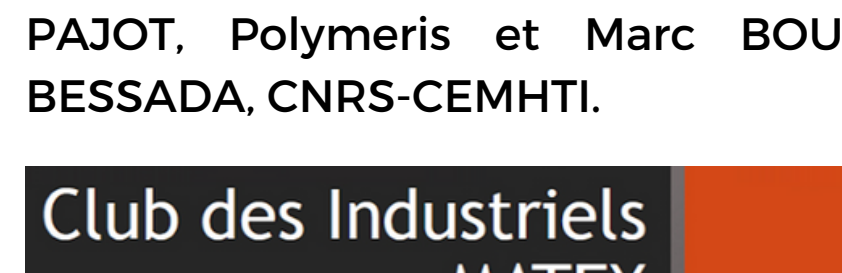 PAJOT, Polymeris et Marc BOU
BESSADA, CNRS-CEMHTI.
Club des Industriels